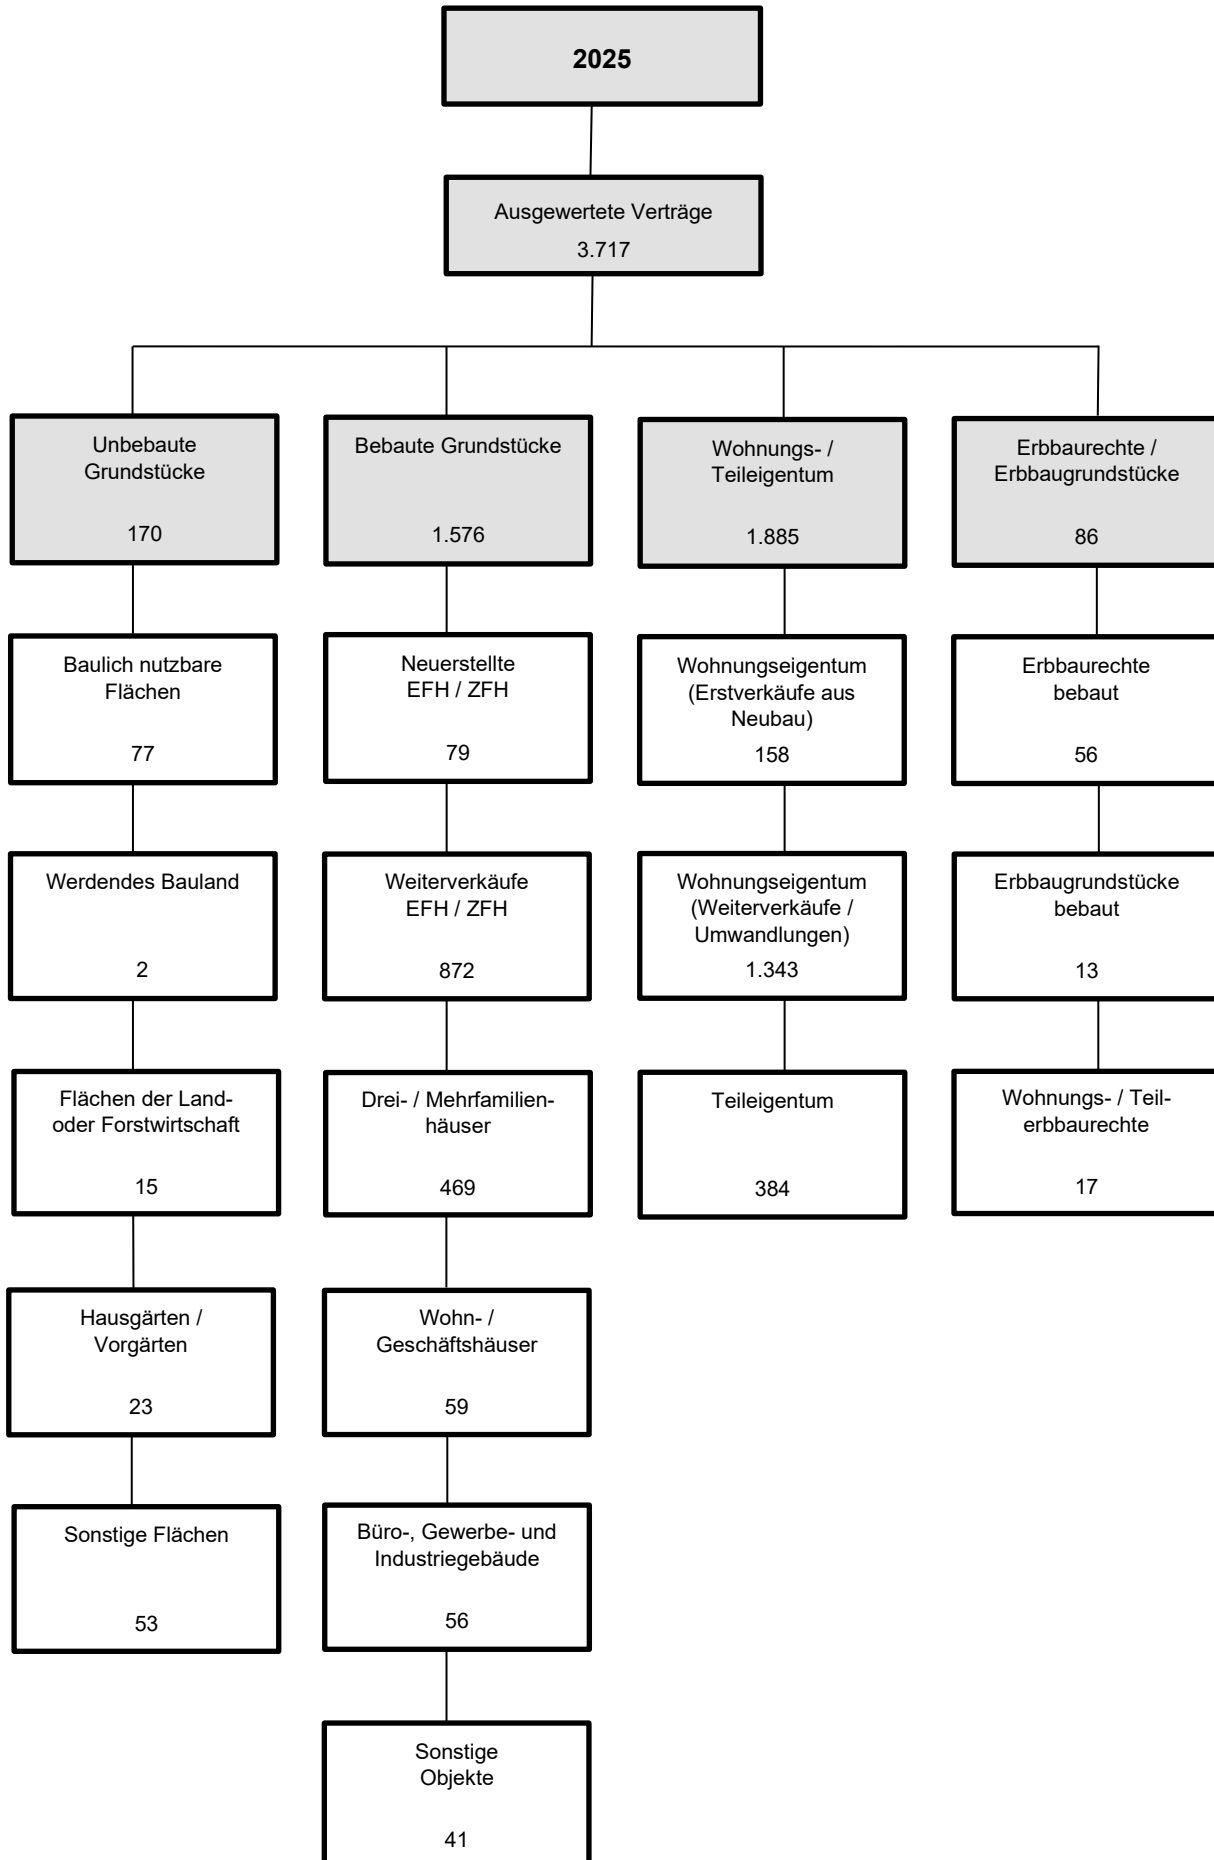 2025
Ausgewertete Verträge
3.717
Unbebaute
Grundstücke
170
Bebaute Grundstücke
1.576
Wohnungs- /
Teileigentum
1.885
Erbbaurechte /
Erbbaugrundstücke
86
Baulich nutzbare
Flächen
77
Neuerstellte
EFH / ZFH
79
Wohnungseigentum
(Erstverkäufe aus
Neubau)
158
Erbbaurechte
bebaut
56
Werdendes Bauland
2
Weiterverkäufe
EFH / ZFH
872
Wohnungseigentum
(Weiterverkäufe /
Umwandlungen)
1.343
Erbbaugrundstücke
bebaut
13
Flächen der Land-
oder Forstwirtschaft
15
Drei- / Mehrfamilien-
häuser
469
Teileigentum
384
Wohnungs- / Teil-
erbbaurechte
17
Hausgärten /
Vorgärten
23
Wohn- /
Geschäftshäuser
59
Sonstige Flächen
53
Büro-, Gewerbe- und
Industriegebäude
56
Sonstige
Objekte
41